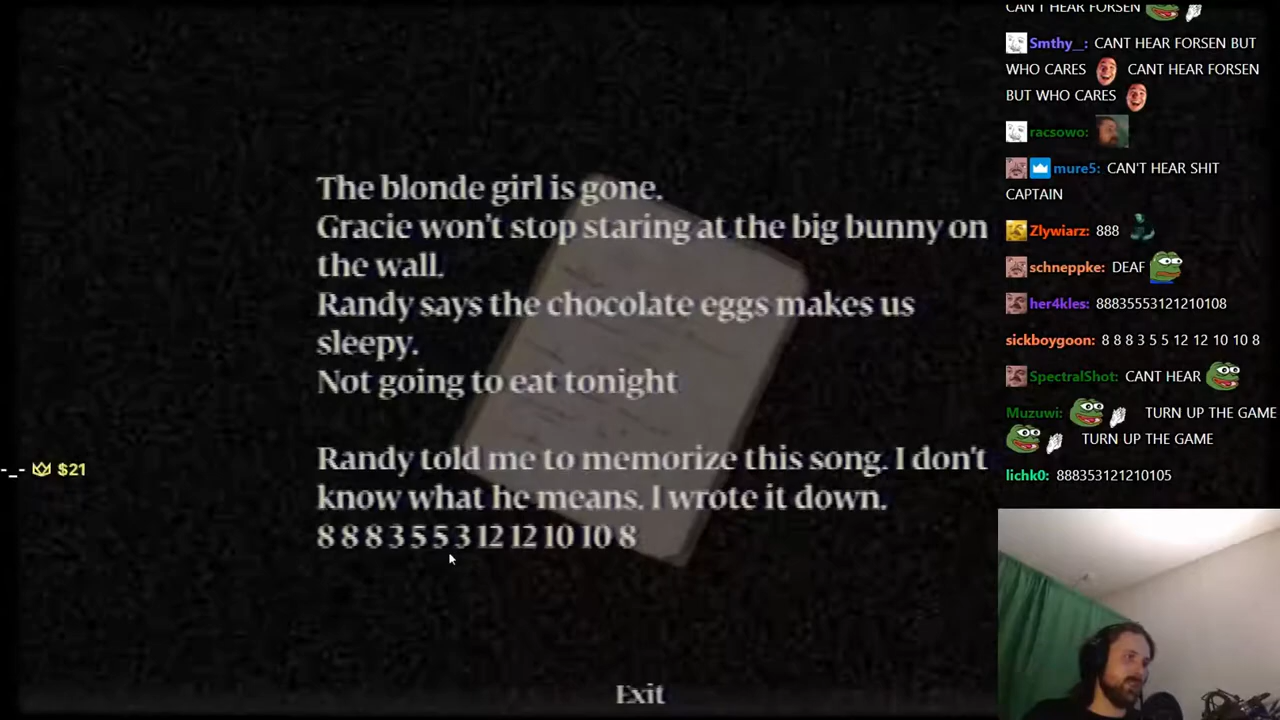 The blonde girl is gone.
Gracie won't stop staring at the big bunny on
the wall.
Randy says the chocolate eggs makes us
sleepy.
Not going to eat tonight
Randy told me to memorize this song. I don't
know what he means. I wrote it down.
8 8 8 3 5 5 3 12 12 10 10 8
Exit
-_- $21
CAN'T HEAR FORSEN
Smthy__: CANT HEAR FORSEN BUT
WHO CARES CANT HEAR FORSEN
BUT WHO CARES
racsowo:
mure5: CAN'T HEAR SHIT
CAPTAIN
Zlywiarz: 888
schneppke: DEAF
her4kles: 88835553121210108
sickboygoon: 8 8 8 3 5 5 12 12 10 10 8
SpectralShot: CANT HEAR
Muzuwi: TURN UP THE GAME
TURN UP THE GAME
lichk0: 888353121210105